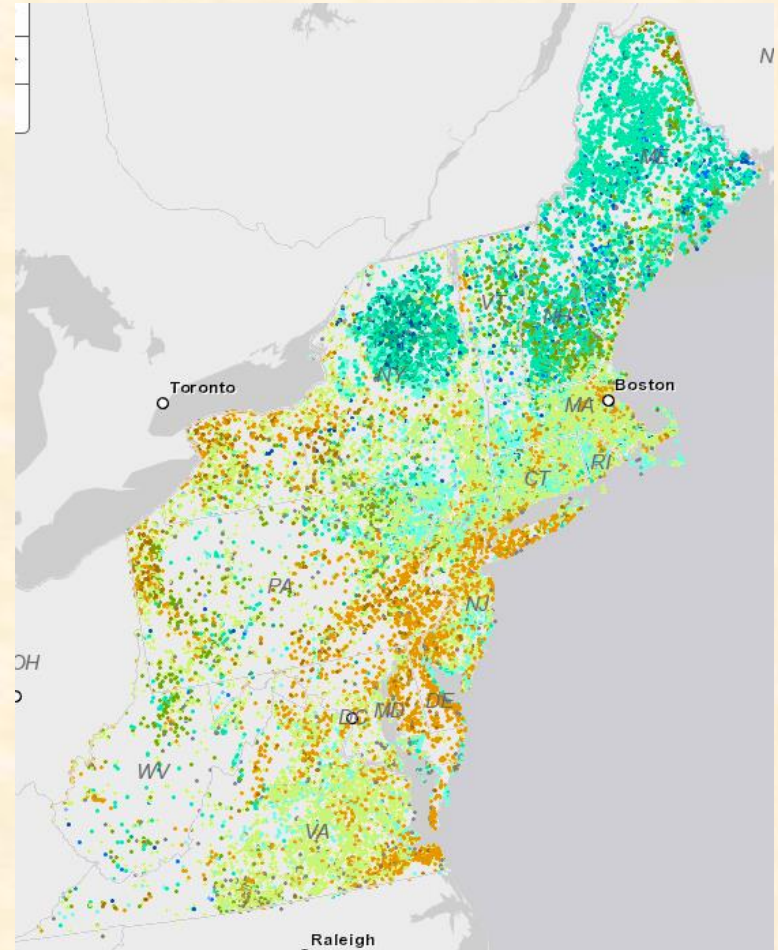 N
ME
VT
NH
NY
Toronto
Boston
MA
CT
RI
PA
NJ
OH
DC
MD
DE
WV
VA
Raleigh